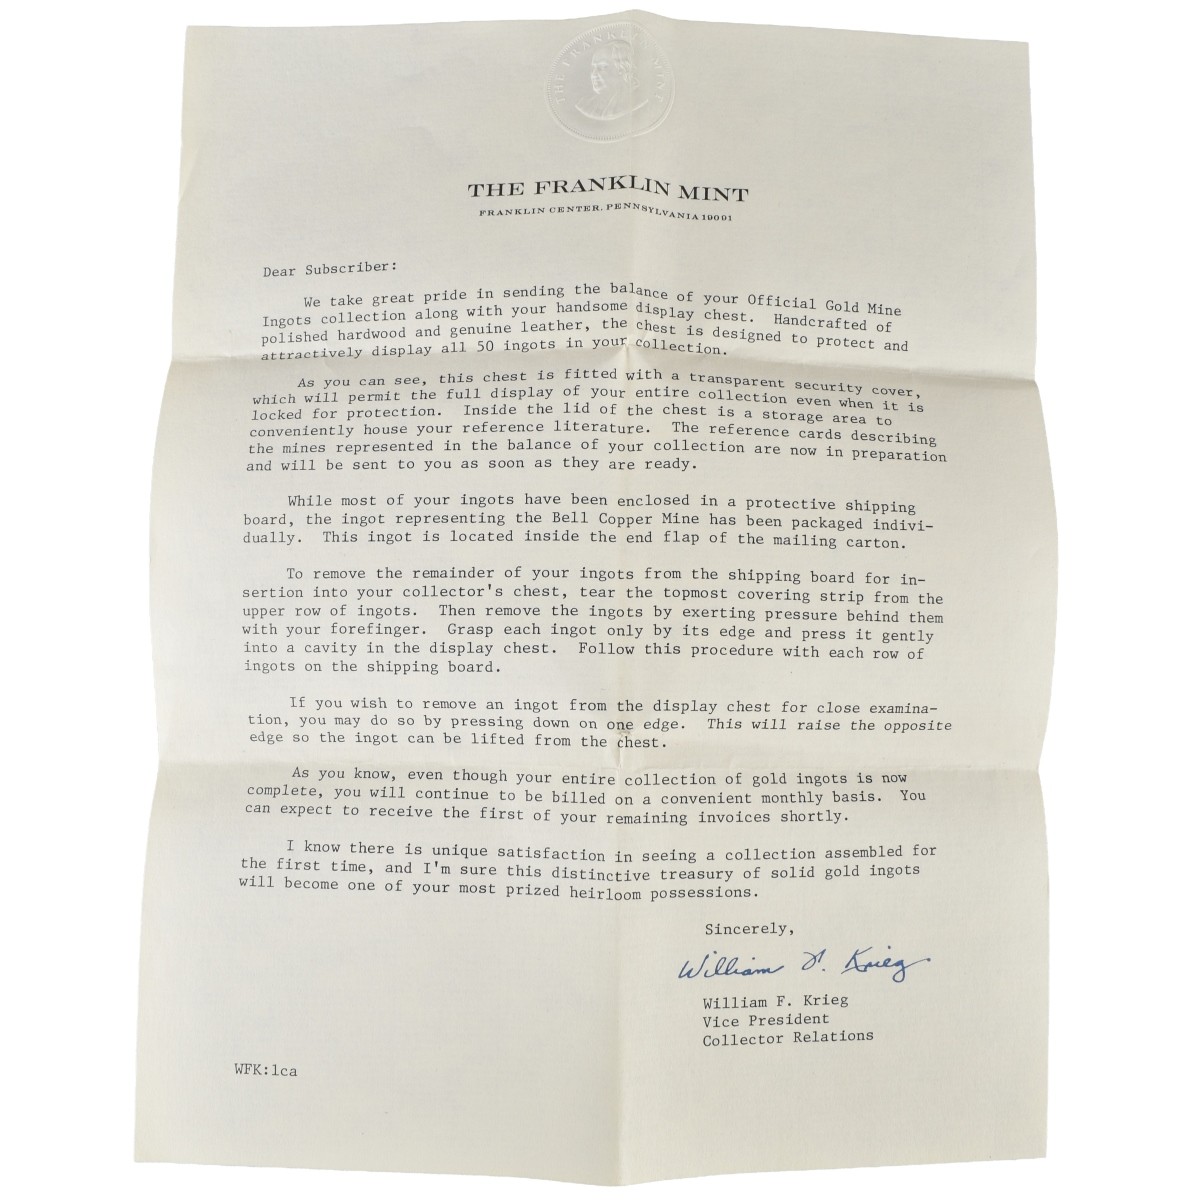 THE FRANKLIN MINT
THE FRANKLIN MINT
FRANKLIN CENTER, PENNSYLVANIA 19091
Dear Subscriber:
We take great pride in sending the balance of your Official Gold Mine
Ingots collection along with your handsome display chest.  Handcrafted of
polished hardwood and genuine leather, the chest is designed to protect and
attractively display all 50 ingots in your collection.
As you can see, this chest is fitted with a transparent security cover,
which will permit the full display of your entire collection even when it is
locked for protection.  Inside the lid of the chest is a storage area to
conveniently house your reference literature.  The reference cards describing
the mines represented in the balance of your collection are now in preparation
and will be sent to you as soon as they are ready.
While most of your ingots have been enclosed in a protective shipping
board, the ingot representing the Bell Copper Mine has been packaged indivi-
dually.  This ingot is located inside the end flap of the mailing carton.
To remove the remainder of your ingots from the shipping board for in-
sertion into your collector's chest, tear the topmost covering strip from the
upper row of ingots.  Then remove the ingots by exerting pressure behind them
with your forefinger.  Grasp each ingot only by its edge and press it gently
into a cavity in the display chest.  Follow this procedure with each row of
ingots on the shipping board.
If you wish to remove an ingot from the display chest for close examina-
tion, you may do so by pressing down on one edge.  This will raise the opposite
edge so the ingot can be lifted from the chest.
As you know, even though your entire collection of gold ingots is now
complete, you will continue to be billed on a convenient monthly basis.  You
can expect to receive the first of your remaining invoices shortly.
I know there is unique satisfaction in seeing a collection assembled for
the first time, and I'm sure this distinctive treasury of solid gold ingots
will become one of your most prized heirloom possessions.
Sincerely,
William F. Krieg
William F. Krieg
Vice President
Collector Relations
WFK:lca